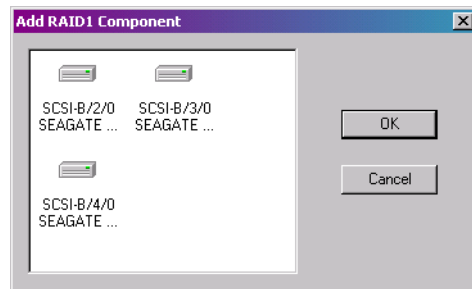 Add RAID1 Component
SCSI-B/2/0 SCSI-B/3/0
SEAGATE ... SEAGATE ...
OK
Cancel
SCSI-B/4/0
SEAGATE ...